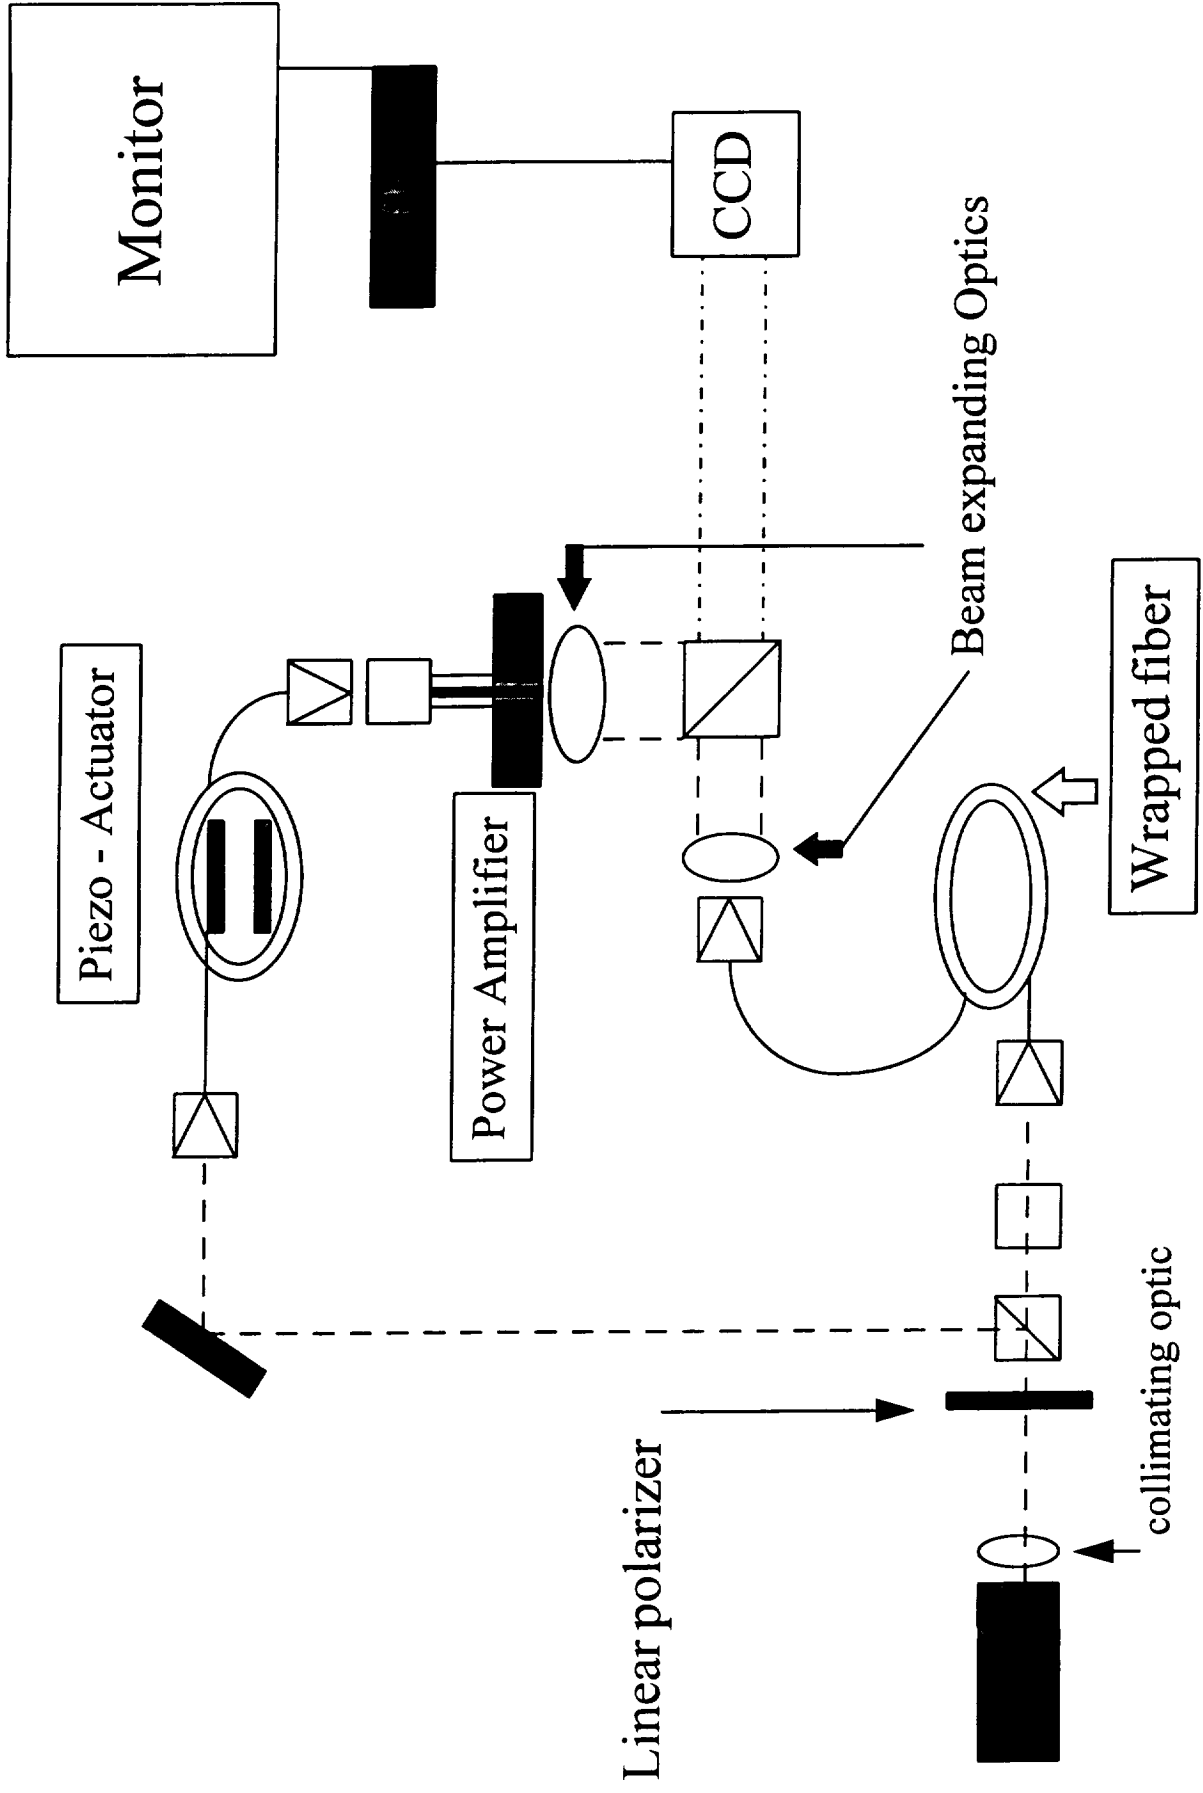 Monitor
CCD
Piezo - Actuator
Power Amplifier
Beam expanding Optics
Wrapped fiber
Linear polarizer
collimating optic